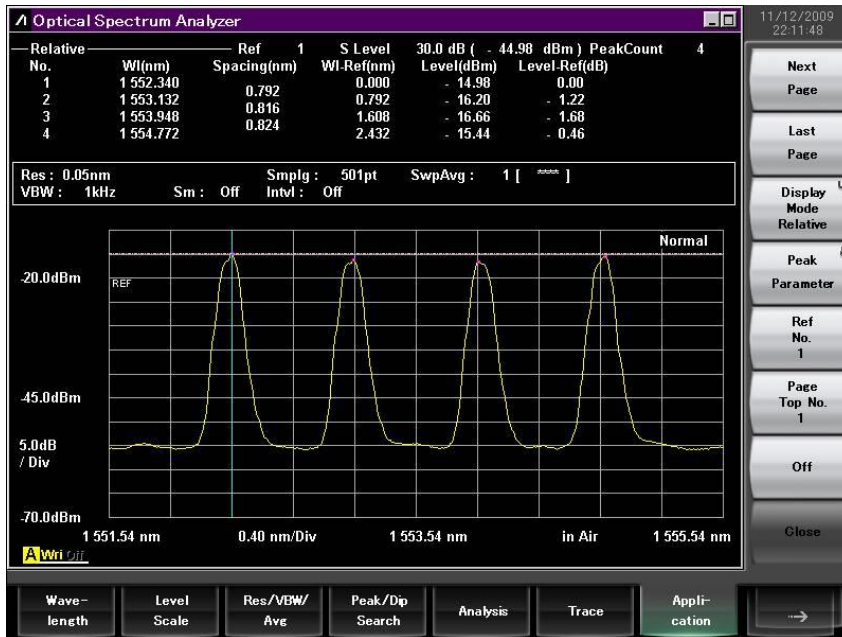 Optical Spectrum Analyzer
11/12/2009
22:11:48
Relative Ref 1 S Level 30.0 dB ( - 44.98 dBm ) PeakCount 4
No. Wl(nm) Spacing(nm) Wl-Ref(nm) Level(dBm) Level-Ref(dB)
1 1 552.340 0.000 - 14.98 0.00
0.792
2 1 553.132 0.792 - 16.20 - 1.22
0.816
3 1 553.948 1.608 - 16.66 - 1.68
0.824
4 1 554.772 2.432 - 15.44 - 0.46
Res : 0.05nm Smplg : 501pt SwpAvg : 1 [ **** ]
VBW : 1kHz Sm : Off Intvl : Off
Normal
REF
-20.0dBm
-45.0dBm
5.0dB
/ Div
-70.0dBm
1 551.54 nm 0.40 nm/Div 1 553.54 nm in Air 1 555.54 nm
A Wri Off
Next
Page
Last
Page
Display
Mode
Relative
Peak
Parameter
Ref
No.
1
Page
Top No.
1
Off
Close
Wave-
length
Level
Scale
Res/VBW/
Avg
Peak/Dip
Search
Analysis
Trace
Appli-
cation
→